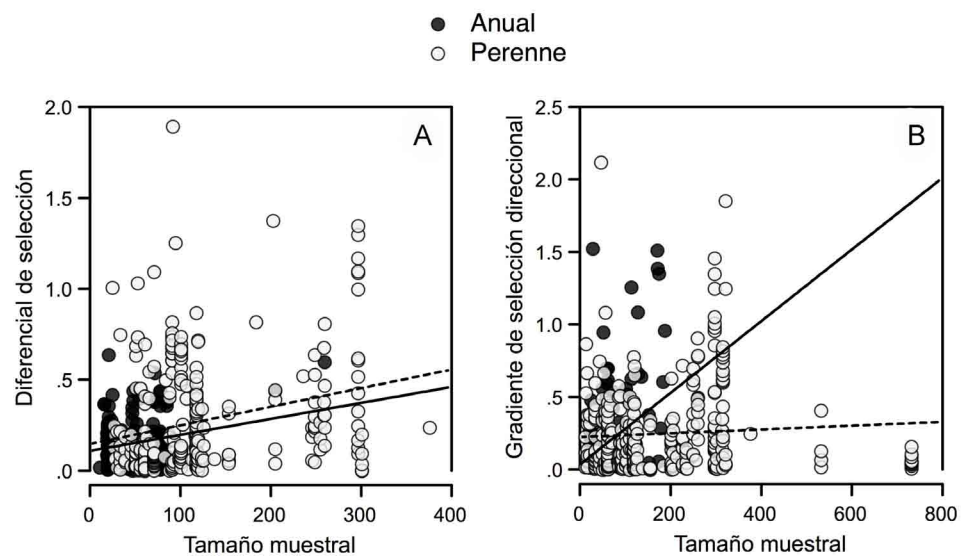 Anual
Perenne
A
Diferencial de selección
2.0
1.5
1.0
.5
.0
0 100 200 300 400
Tamaño muestral
B
Gradiente de selección direccional
2.5
2.0
1.5
1.0
.5
.0
0 200 400 600 800
Tamaño muestral